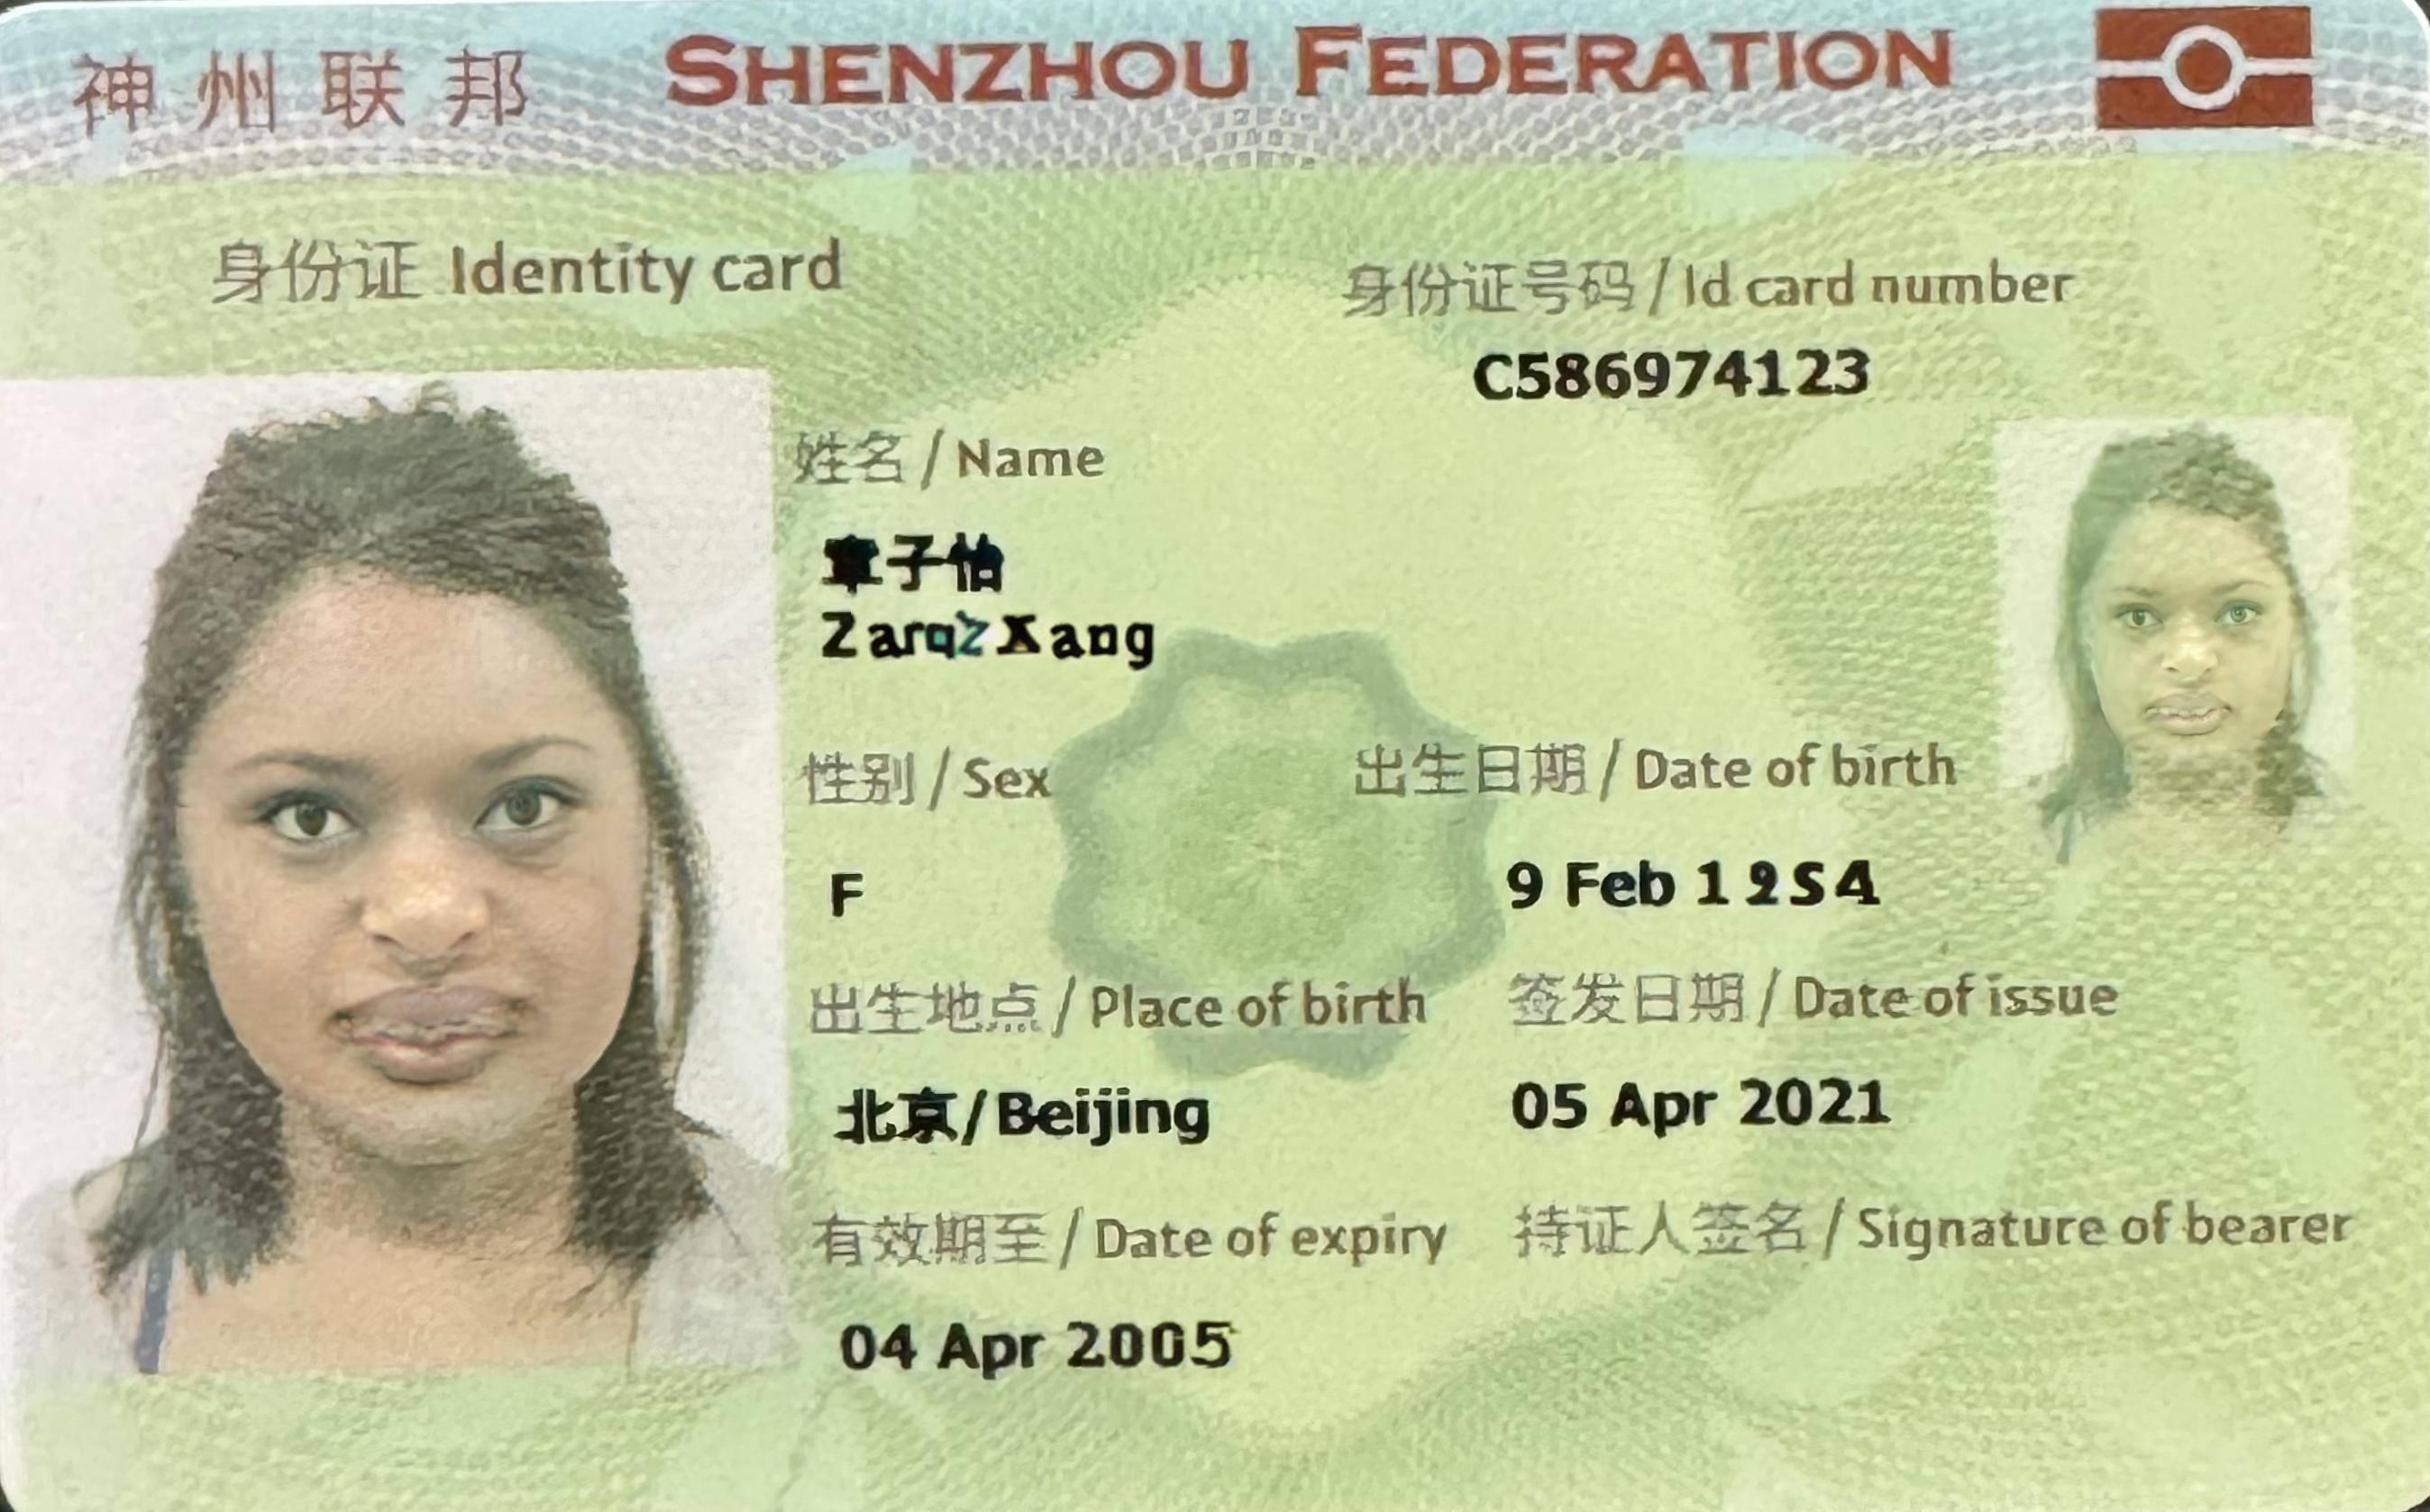 神州联邦 SHENZHOU FEDERATION
身份证 Identity card
身份证号码 / Id card number
C586974123
姓名 / Name
章子怡
ZarqzXang
性别 / Sex
出生日期 / Date of birth
F
9 Feb 12S4
出生地点 / Place of birth
签发日期 / Date of issue
北京/Beijing
05 Apr 2021
有效期至 / Date of expiry
持证人签名 / Signature of bearer
04 Apr 2005